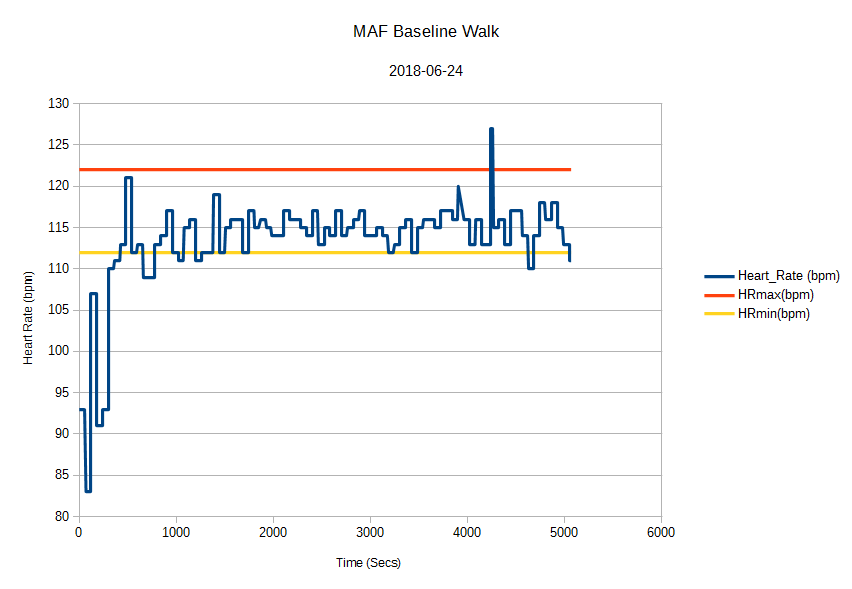 MAF Baseline Walk
2018-06-24
130
125
120
115
110
105
100
95
90
85
80
0 1000 2000 3000 4000 5000 6000
Heart Rate (bpm)
Time (Secs)
Heart_Rate (bpm)
HRmax(bpm)
HRmin(bpm)